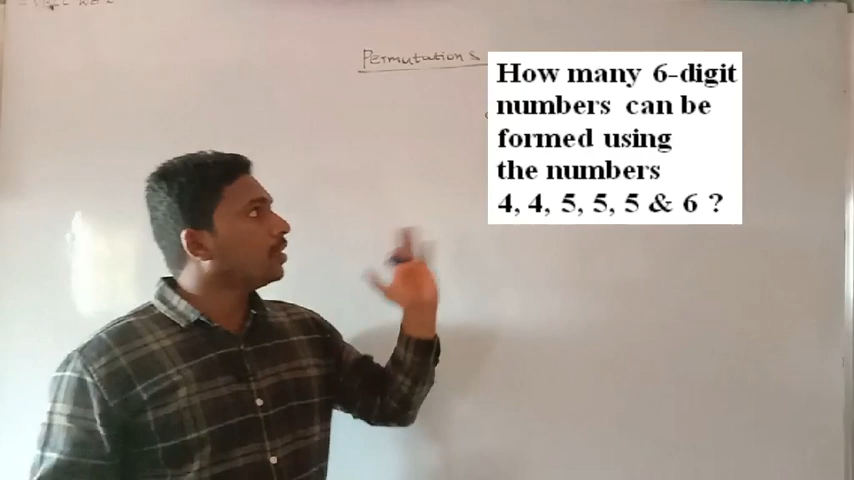 Permutations
How many 6-digit
numbers can be
formed using
the numbers
4, 4, 5, 5, 5 & 6 ?